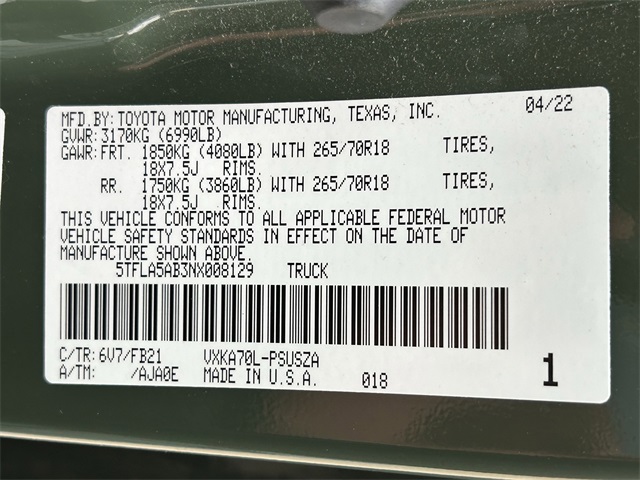 MFD.BY:TOYOTA MOTOR MANUFACTURING, TEXAS, INC. 04/22
GVWR:3170KG (6990LB)
GAWR:FRT. 1850KG (4080LB) WITH 265/70R18 TIRES,
18X7.5J RIMS.
RR. 1750KG (3860LB) WITH 265/70R18 TIRES,
18X7.5J RIMS.
THIS VEHICLE CONFORMS TO ALL APPLICABLE FEDERAL MOTOR
VEHICLE SAFETY STANDARDS IN EFFECT ON THE DATE OF
MANUFACTURE SHOWN ABOVE.
5TFLA5AB3NX008129 TRUCK
C/TR:6V7/FB21 VXKA70L-PSUSZA
A/TM: /AJA0E MADE IN U.S.A. 018 1